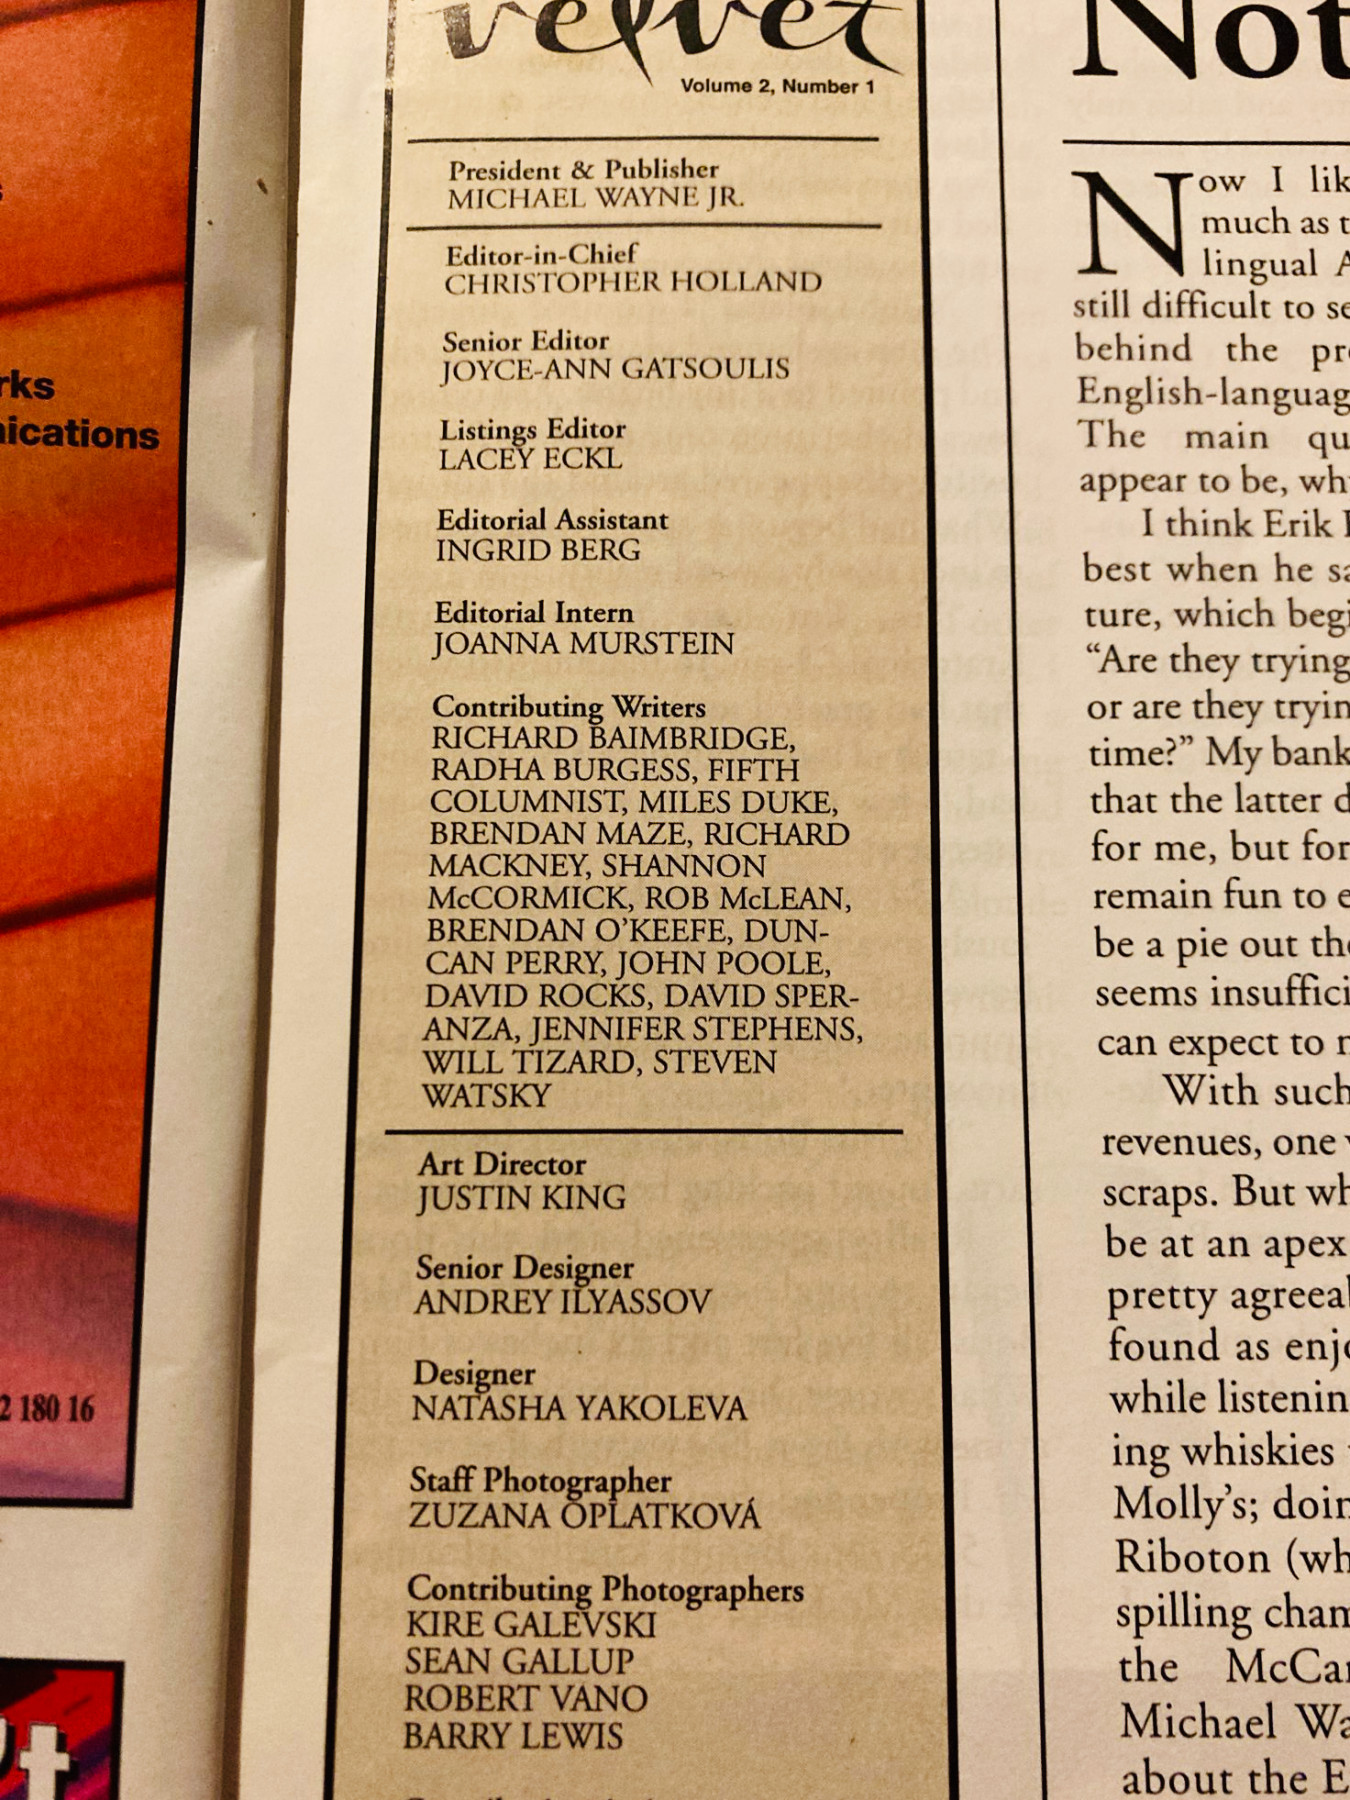 rks
ications
2 180 16
velvet
Volume 2, Number 1
President & Publisher
MICHAEL WAYNE JR.
Editor-in-Chief
CHRISTOPHER HOLLAND
Senior Editor
JOYCE-ANN GATSOULIS
Listings Editor
LACEY ECKL
Editorial Assistant
INGRID BERG
Editorial Intern
JOANNA MURSTEIN
Contributing Writers
RICHARD BAIMBRIDGE,
RADHA BURGESS, FIFTH
COLUMNIST, MILES DUKE,
BRENDAN MAZE, RICHARD
MACKNEY, SHANNON
McCORMICK, ROB McLEAN,
BRENDAN O'KEEFE, DUN-
CAN PERRY, JOHN POOLE,
DAVID ROCKS, DAVID SPER-
ANZA, JENNIFER STEPHENS,
WILL TIZARD, STEVEN
WATSKY
Art Director
JUSTIN KING
Senior Designer
ANDREY ILYASSOV
Designer
NATASHA YAKOLEVA
Staff Photographer
ZUZANA OPLATKOVÁ
Contributing Photographers
KIRE GALEVSKI
SEAN GALLUP
ROBERT VANO
BARRY LEWIS
Not
Now I lik
much as t
lingual A
still difficult to se
behind the pr
English-languag
The main qu
appear to be, wh
I think Erik
best when he sa
ture, which begi
“Are they trying
or are they tryin
time?” My bank
that the latter d
for me, but for
remain fun to e
be a pie out the
seems insuffici
can expect to
With such
revenues, one
scraps. But wh
be at an apex
pretty agreeal
found as enjo
while listenin
ing whiskies
Molly's; doin
Riboton (wh
spilling cham
the McCa
Michael Wa
about the E